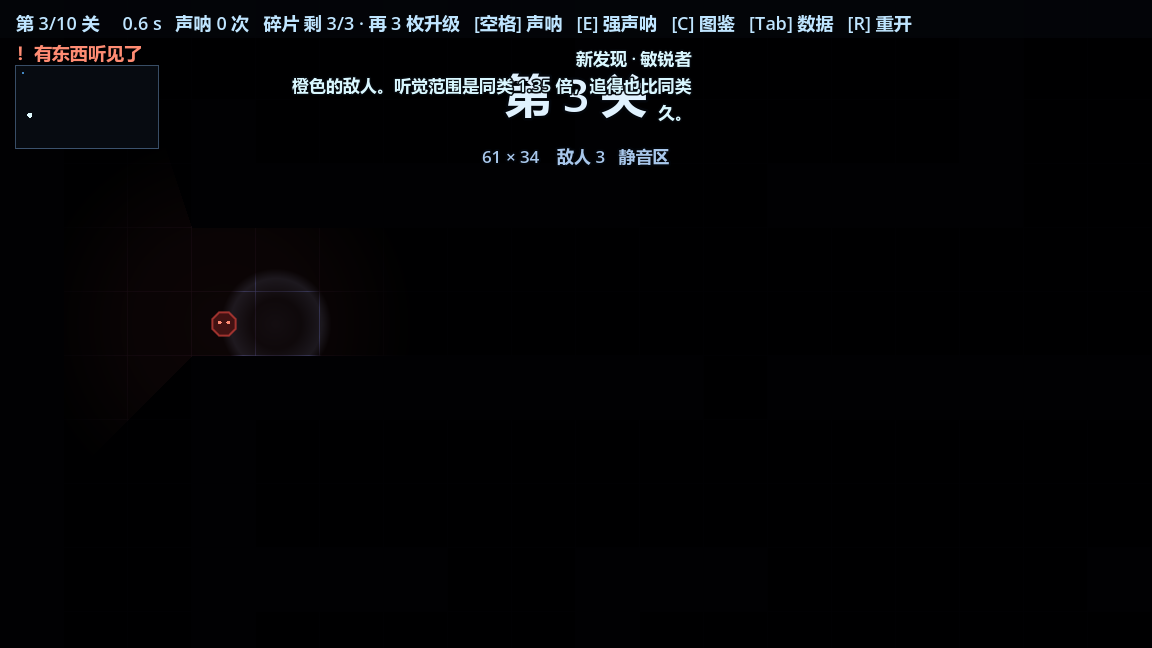 第 3/10 关 0.6 s 声呐 0 次 碎片 剩 3/3 · 再 3 枚升级 [空格] 声呐 [E] 强声呐 [C] 图鉴 [Tab] 数据 [R] 重开
！有东西听见了
新发现 · 敏锐者
橙色的敌人。听觉范围是同类 1.35 倍，追得也比同类
久。
第 3 关
61 × 34 敌人 3 静音区